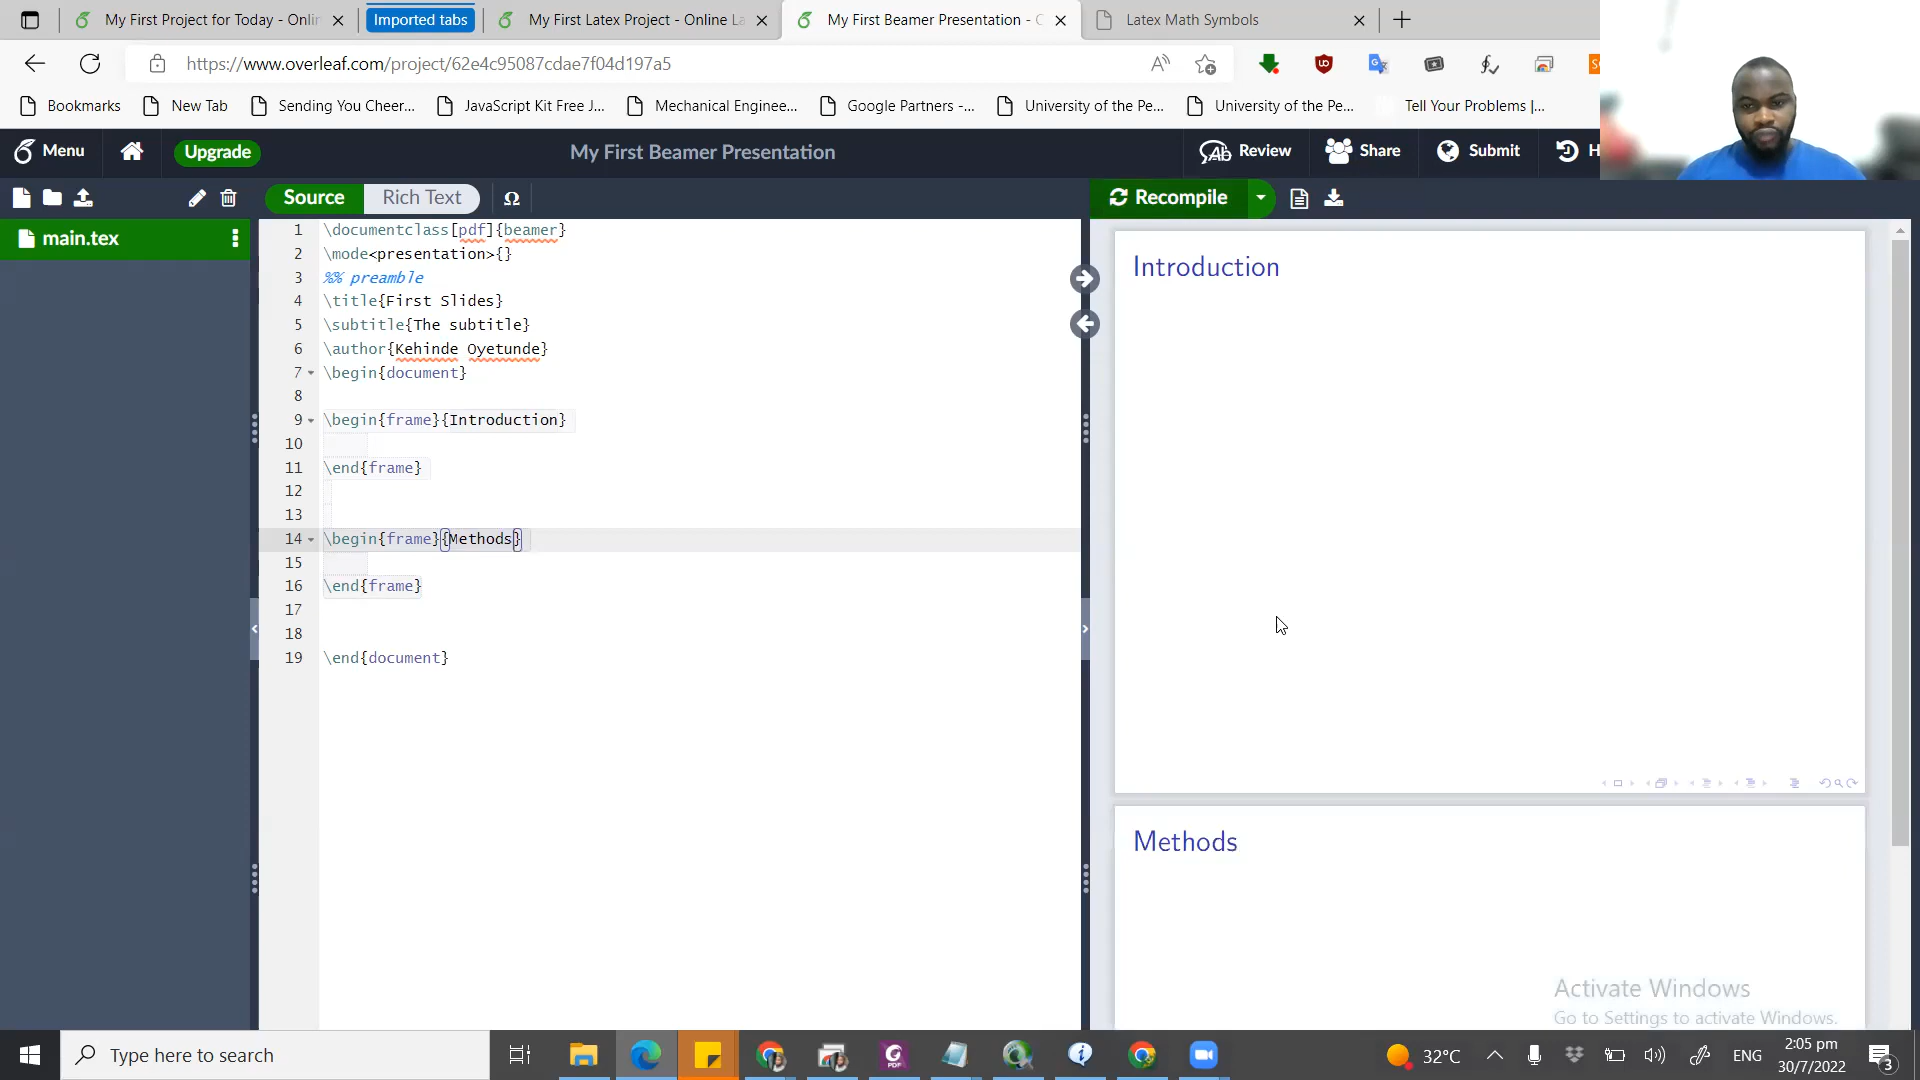 My First Project for Today - Onlin
Imported tabs
My First Latex Project - Online La
My First Beamer Presentation - O
Latex Math Symbols
https://www.overleaf.com/project/62e4c95087cdae7f04d197a5
Bookmarks
New Tab
Sending You Cheer...
JavaScript Kit Free J...
Mechanical Enginee...
Google Partners -...
University of the Pe...
University of the Pe...
Tell Your Problems |...
Menu
Upgrade
My First Beamer Presentation
Review
Share
Submit
H
Source
Rich Text
Ω
Recompile
main.tex
1 \documentclass[pdf]{beamer}
2 \mode<presentation>{}
3 %% preamble
4 \title{First Slides}
5 \subtitle{The subtitle}
6 \author{Kehinde Oyetunde}
7 \begin{document}
8
9 \begin{frame}{Introduction}
10
11 \end{frame}
12
13
14 \begin{frame}{Methods}
15
16 \end{frame}
17
18
19 \end{document}
Introduction
Methods
Activate Windows
Go to Settings to activate Windows.
Type here to search
32°C
ENG
2:05 pm
30/7/2022
3